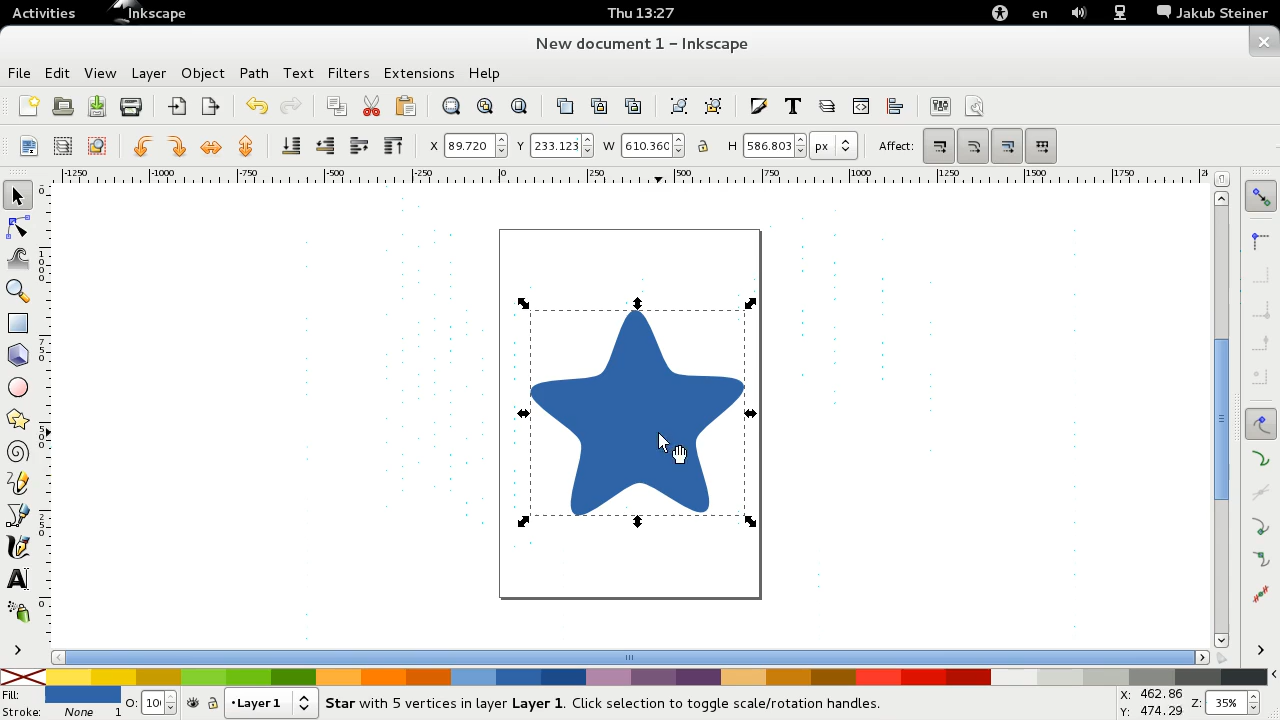 Activities Inkscape Thu 13:27 en Jakub Steiner
New document 1 – Inkscape
File Edit View Layer Object Path Text Filters Extensions Help
X 89.720 Y 233.123 W 610.360 H 586.803 px Affect:
-1250 -1000 -750 -500 -250 0 250 500 750 1000 1250 1500 1750
Fill: O: 10 Layer 1 Star with 5 vertices in layer Layer 1. Click selection to toggle scale/rotation handles. X: 462.86 Z: 35%
Stroke: None 1 Y: 474.29